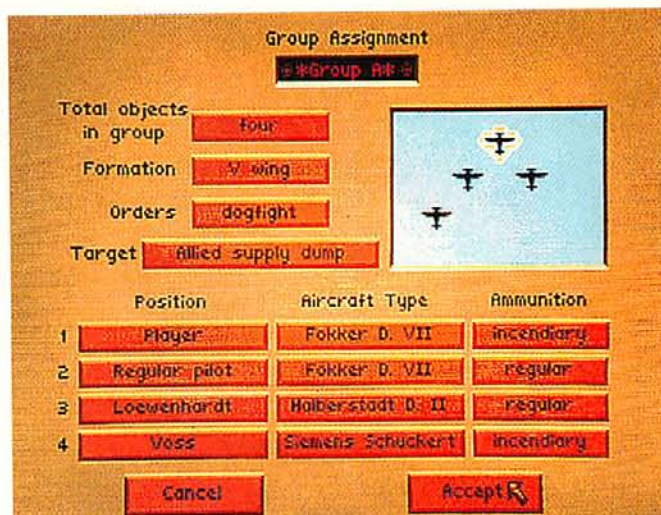 Group Assignment
*Group A*
Total objects
in group
four
Formation
V wing
Orders
dogfight
Target
Allied supply dump
Position Aircraft Type Ammunition
1 Player Fokker D. VII incendiary
2 Regular pilot Fokker D. VII regular
3 Loewenhardt Halberstadt D. II regular
4 Voss Siemens Schuckert incendiary
Cancel Accept